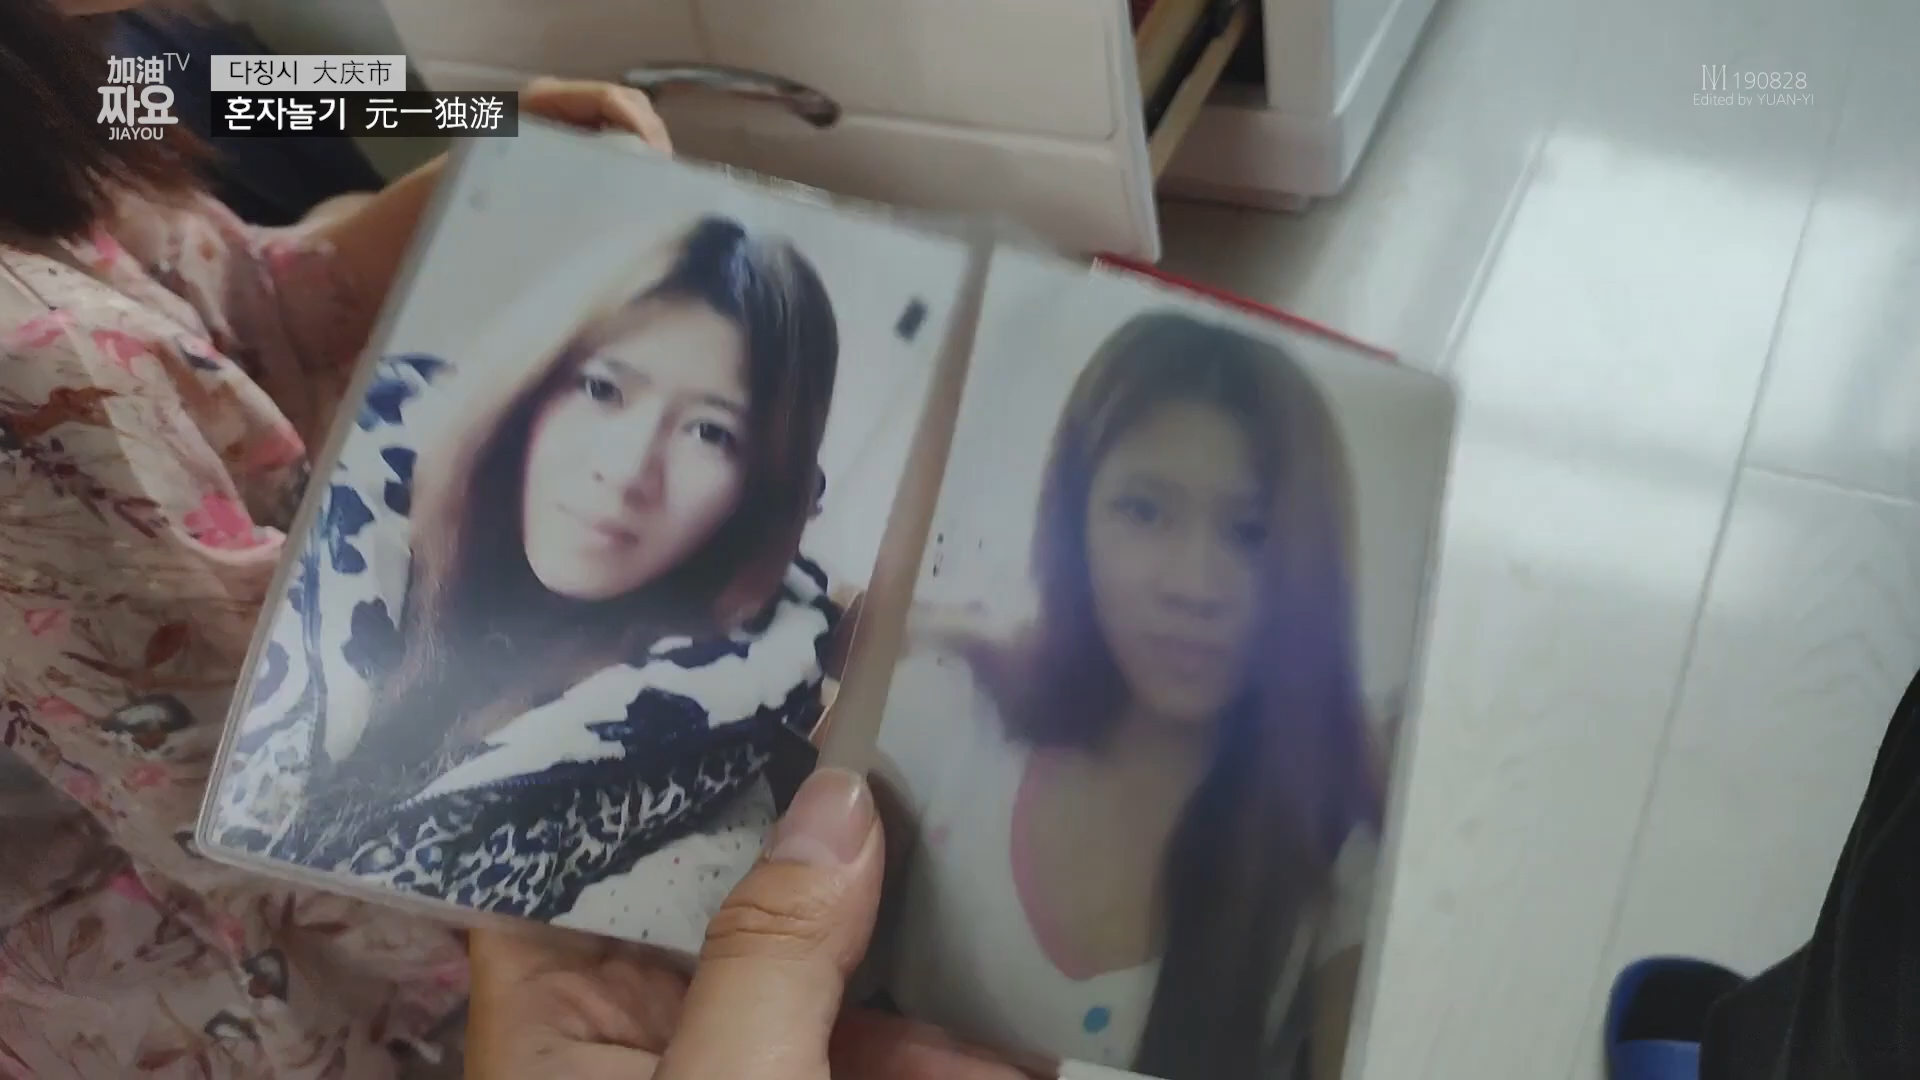 加油TV
짜요
JIAYOU
다칭시 大庆市
혼자놀기 元一独游
M 190828
Edited by YUAN-YI